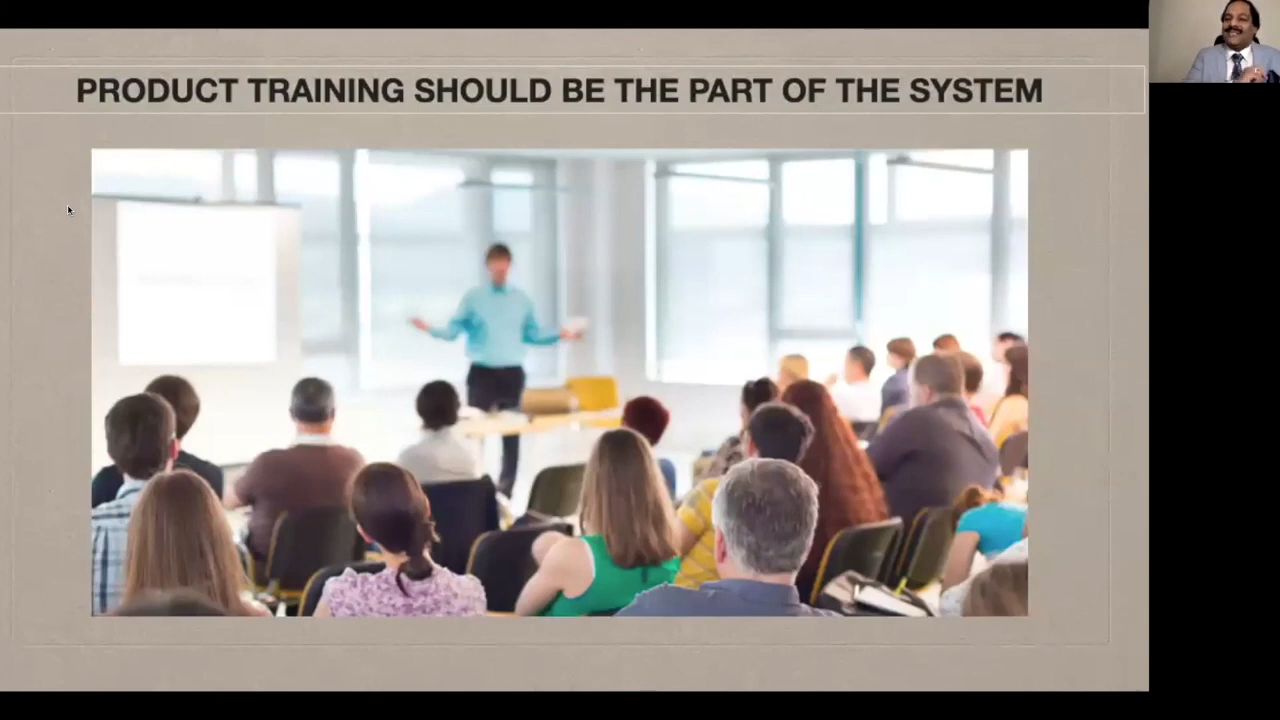 PRODUCT TRAINING SHOULD BE THE PART OF THE SYSTEM